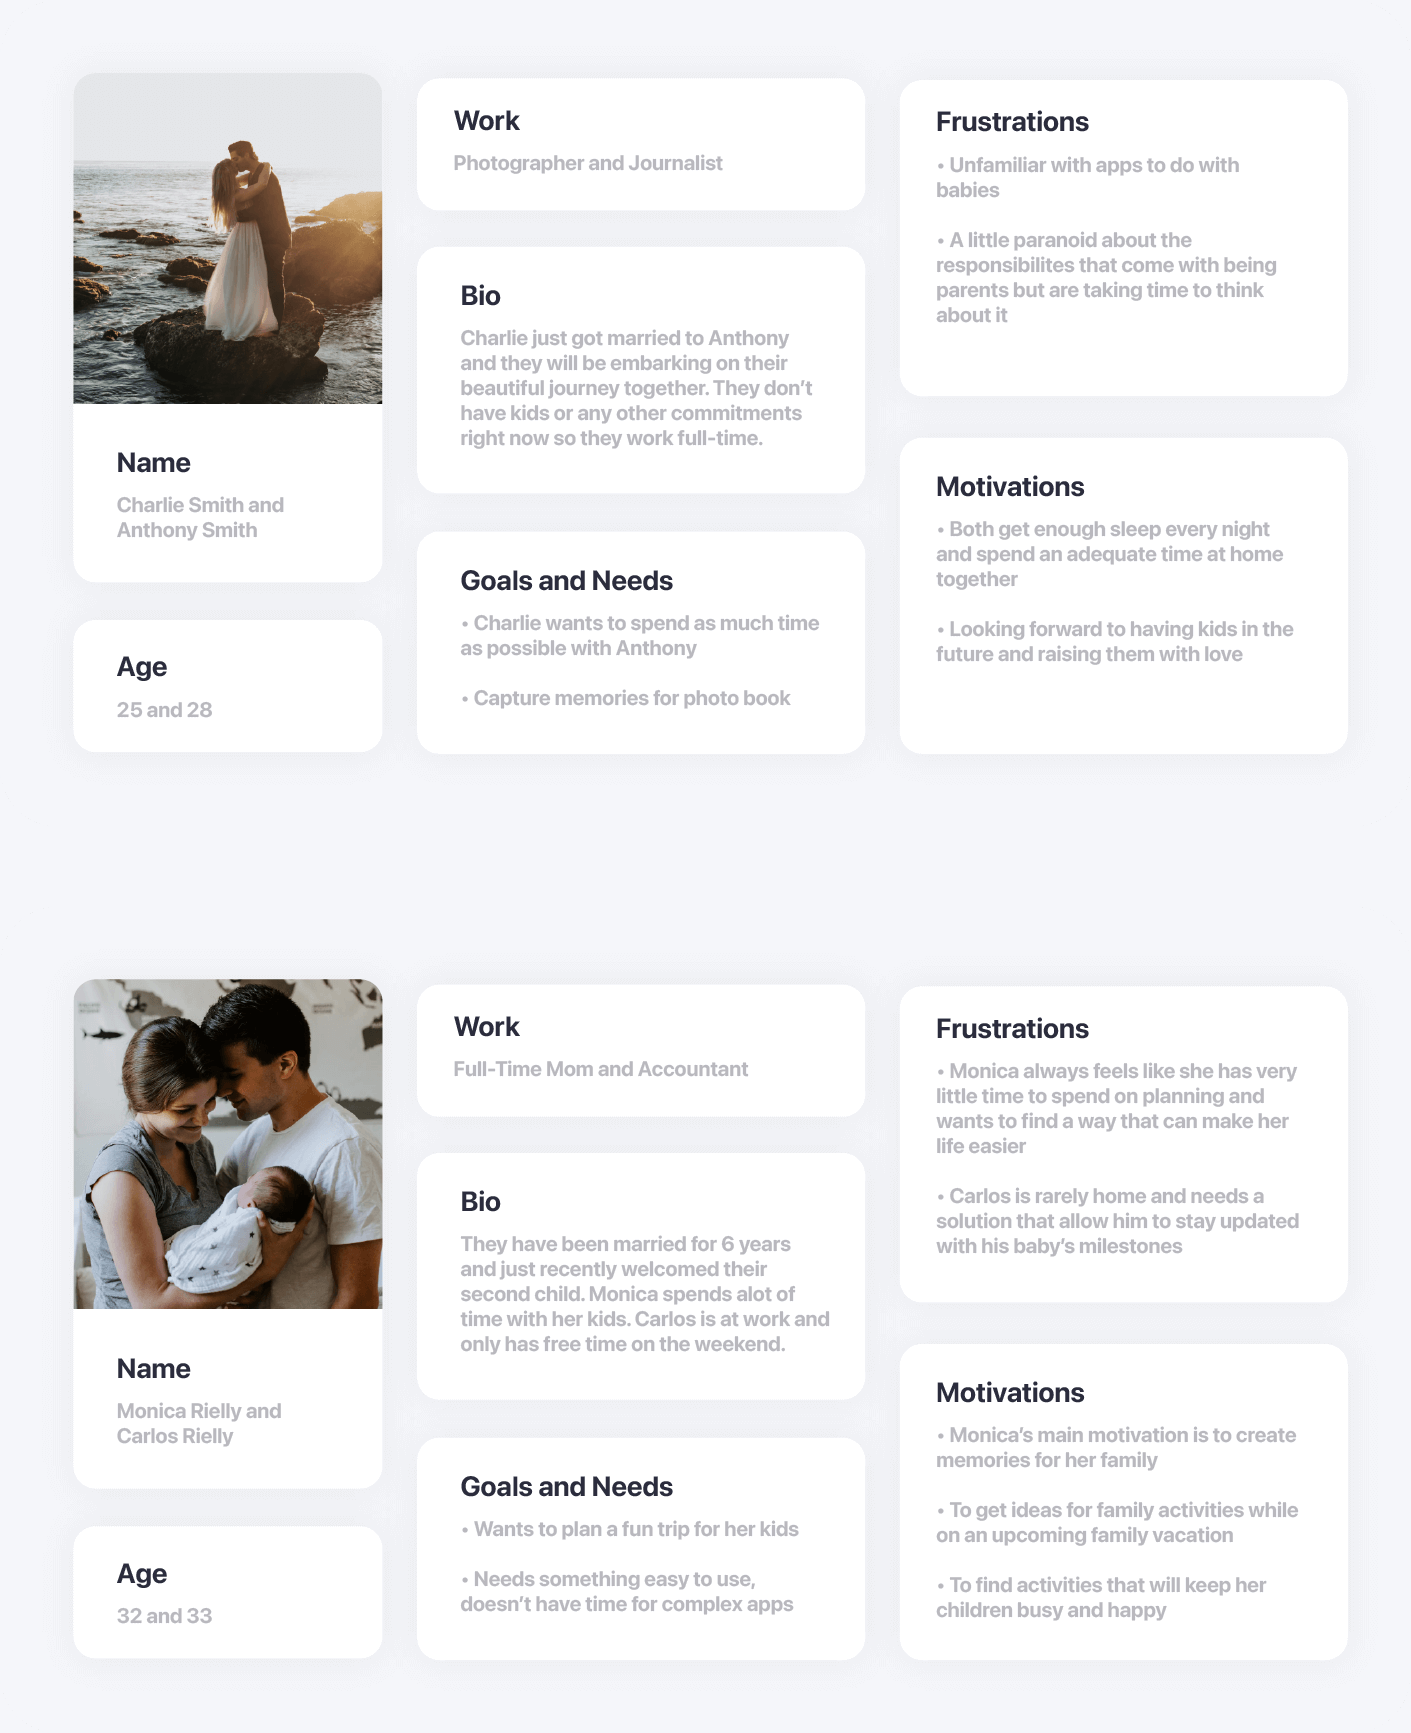 Name
Charlie Smith and
Anthony Smith
Age
25 and 28
Work
Photographer and Journalist
Bio
Charlie just got married to Anthony
and they will be embarking on their
beautiful journey together. They don’t
have kids or any other commitments
right now so they work full-time.
Goals and Needs
• Charlie wants to spend as much time
as possible with Anthony
• Capture memories for photo book
Frustrations
• Unfamiliar with apps to do with
babies
• A little paranoid about the
responsibilites that come with being
parents but are taking time to think
about it
Motivations
• Both get enough sleep every night
and spend an adequate time at home
together
• Looking forward to having kids in the
future and raising them with love
Name
Monica Rielly and
Carlos Rielly
Age
32 and 33
Work
Full-Time Mom and Accountant
Bio
They have been married for 6 years
and just recently welcomed their
second child. Monica spends alot of
time with her kids. Carlos is at work and
only has free time on the weekend.
Goals and Needs
• Wants to plan a fun trip for her kids
• Needs something easy to use,
doesn’t have time for complex apps
Frustrations
• Monica always feels like she has very
little time to spend on planning and
wants to find a way that can make her
life easier
• Carlos is rarely home and needs a
solution that allow him to stay updated
with his baby’s milestones
Motivations
• Monica’s main motivation is to create
memories for her family
• To get ideas for family activities while
on an upcoming family vacation
• To find activities that will keep her
children busy and happy